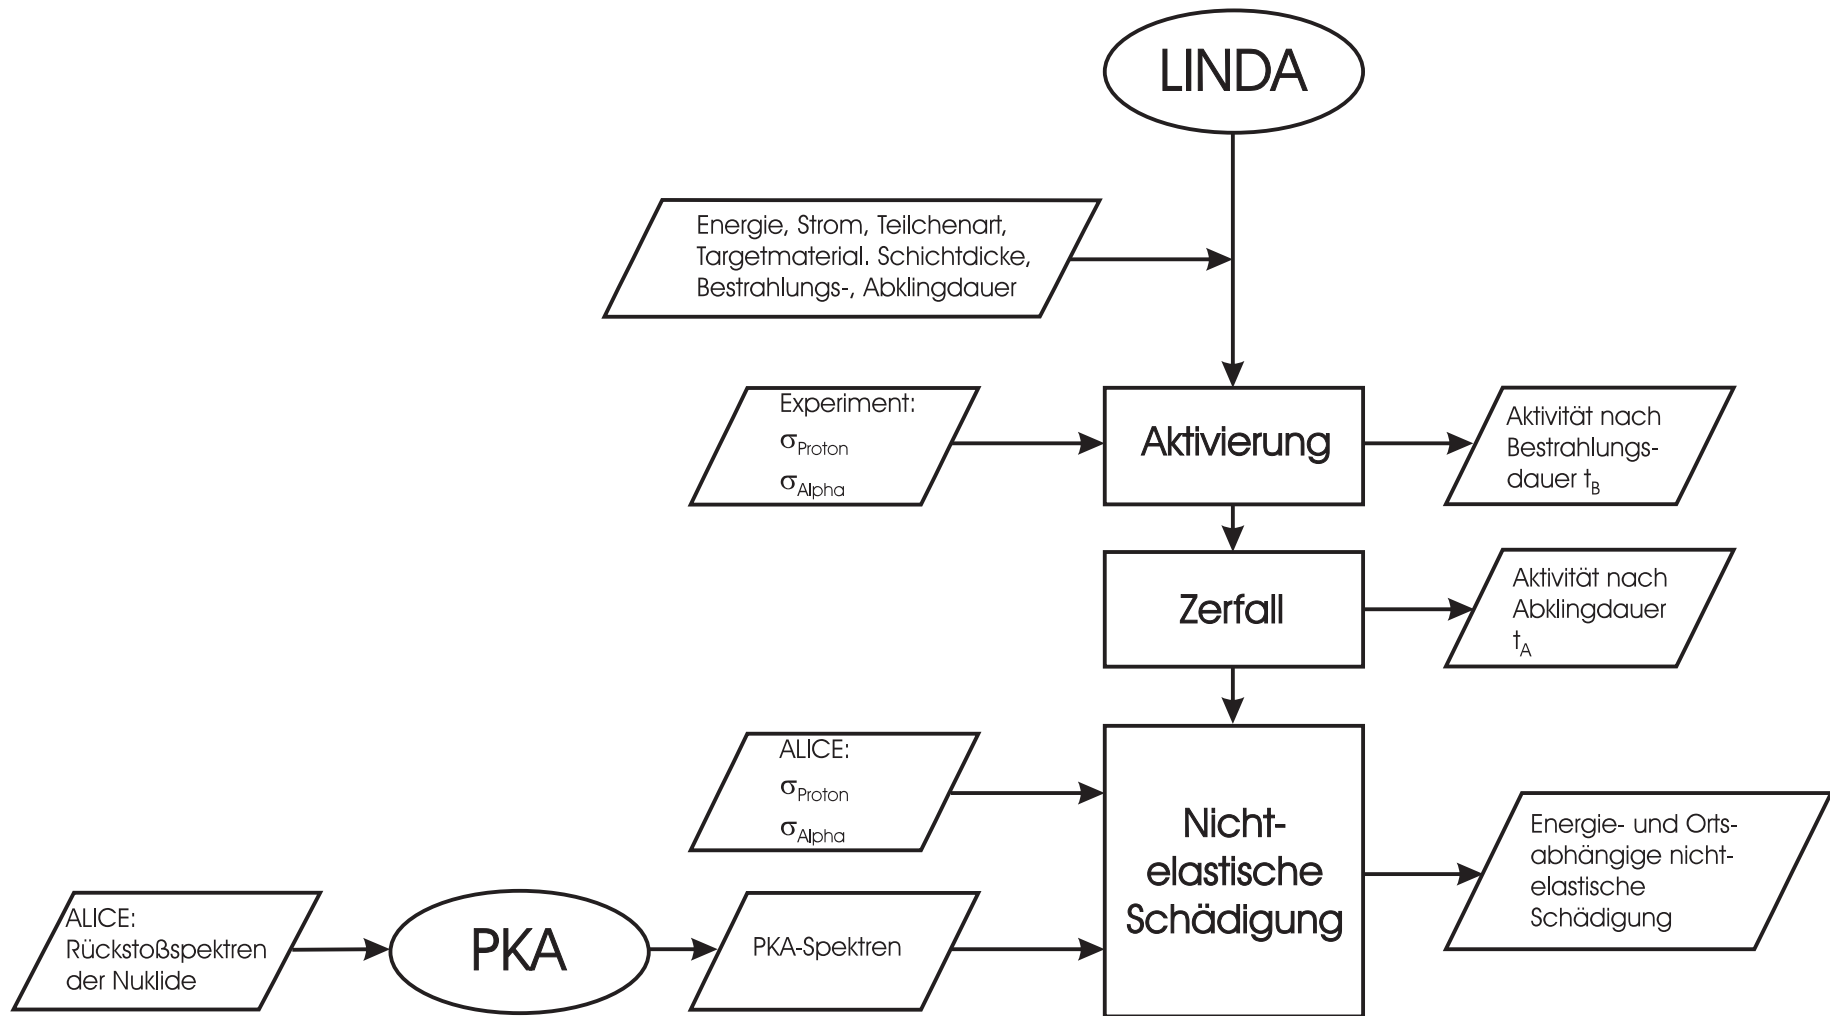 LINDA
Energie, Strom, Teilchenart,
Targetmaterial. Schichtdicke,
Bestrahlungs-, Abklingdauer
Experiment:
σProton
σAlpha
Aktivierung
Aktivität nach
Bestrahlungs-
dauer tB
Zerfall
Aktivität nach
Abklingdauer
tA
ALICE:
σProton
σAlpha
Nicht-
elastische
Schädigung
Energie- und Orts-
abhängige nicht-
elastische
Schädigung
ALICE:
Rückstoßspektren
der Nuklide
PKA
PKA-Spektren